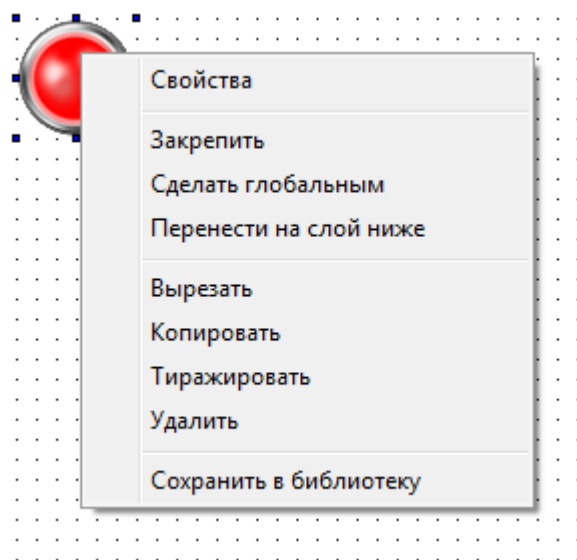 Свойства
Закрепить
Сделать глобальным
Перенести на слой ниже
Вырезать
Копировать
Тиражировать
Удалить
Сохранить в библиотеку